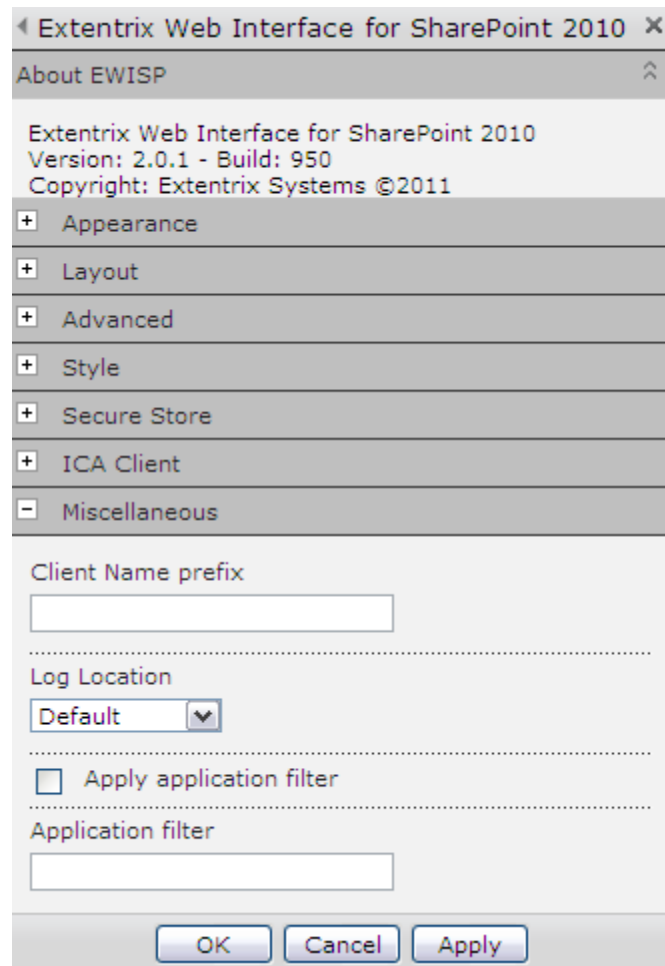 Extentrix Web Interface for SharePoint 2010
About EWISP
Extentrix Web Interface for SharePoint 2010
Version: 2.0.1 - Build: 950
Copyright: Extentrix Systems ©2011
Appearance
Layout
Advanced
Style
Secure Store
ICA Client
Miscellaneous
Client Name prefix
Log Location
Default
Apply application filter
Application filter
OK Cancel Apply